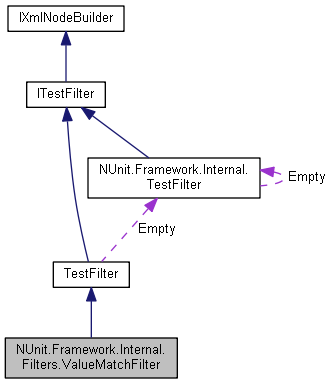 IXmlNodeBuilder
ITestFilter
NUnit.Framework.Internal.
TestFilter
Empty
Empty
TestFilter
NUnit.Framework.Internal.
Filters.ValueMatchFilter